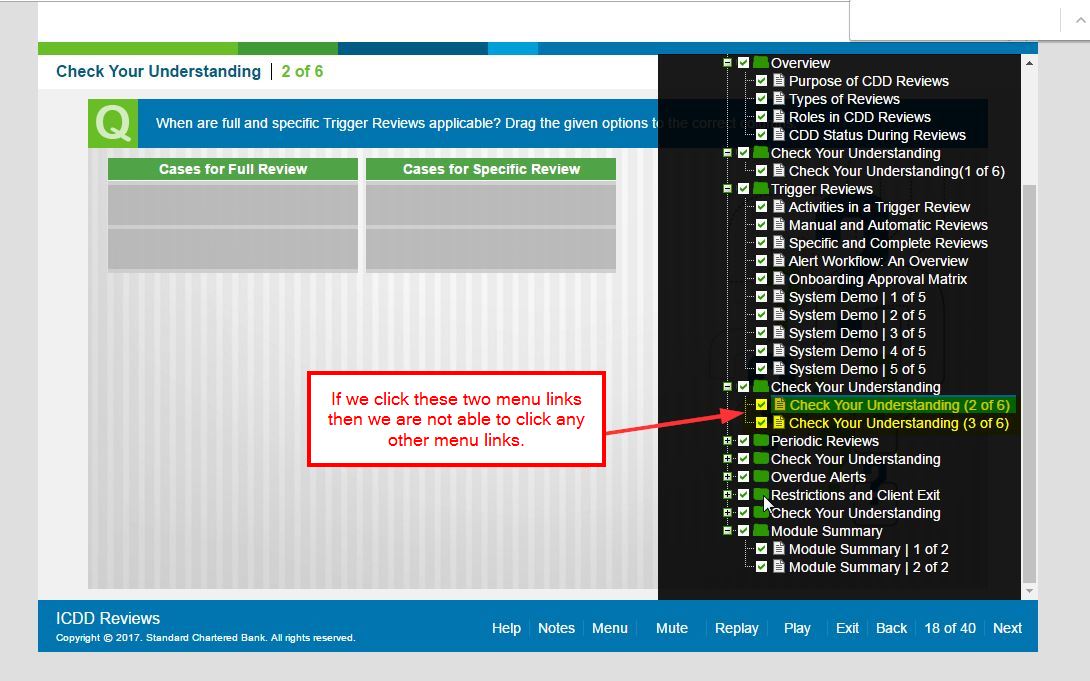 Check Your Understanding | 2 of 6
Q
When are full and specific Trigger Reviews applicable? Drag the given options to the correct
Cases for Full Review
Cases for Specific Review
If we click these two menu links
then we are not able to click any
other menu links.
Overview
Purpose of CDD Reviews
Types of Reviews
Roles in CDD Reviews
CDD Status During Reviews
Check Your Understanding
Check Your Understanding(1 of 6)
Trigger Reviews
Activities in a Trigger Review
Manual and Automatic Reviews
Specific and Complete Reviews
Alert Workflow: An Overview
Onboarding Approval Matrix
System Demo | 1 of 5
System Demo | 2 of 5
System Demo | 3 of 5
System Demo | 4 of 5
System Demo | 5 of 5
Check Your Understanding
Check Your Understanding (2 of 6)
Check Your Understanding (3 of 6)
Periodic Reviews
Check Your Understanding
Overdue Alerts
Restrictions and Client Exit
Check Your Understanding
Module Summary
Module Summary | 1 of 2
Module Summary | 2 of 2
ICDD Reviews
Copyright © 2017. Standard Chartered Bank. All rights reserved.
Help Notes Menu Mute Replay Play Exit Back 18 of 40 Next